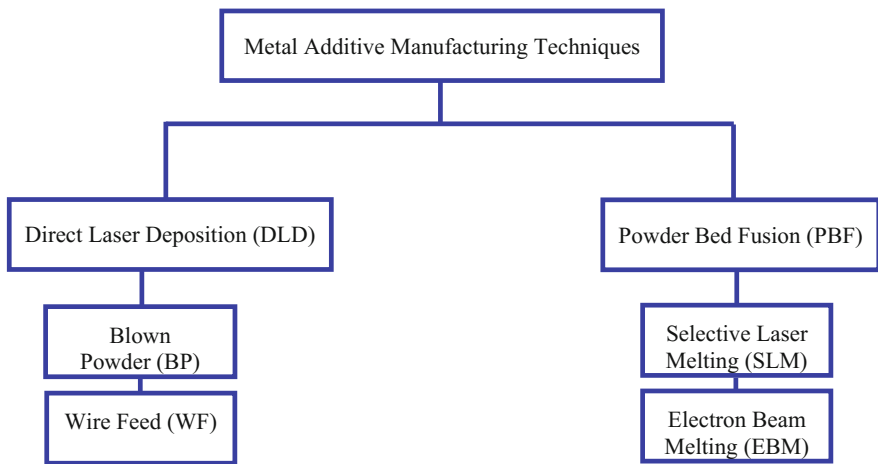 Metal Additive Manufacturing Techniques
Direct Laser Deposition (DLD)
Powder Bed Fusion (PBF)
Blown
Powder (BP)
Selective Laser
Melting (SLM)
Wire Feed (WF)
Electron Beam
Melting (EBM)